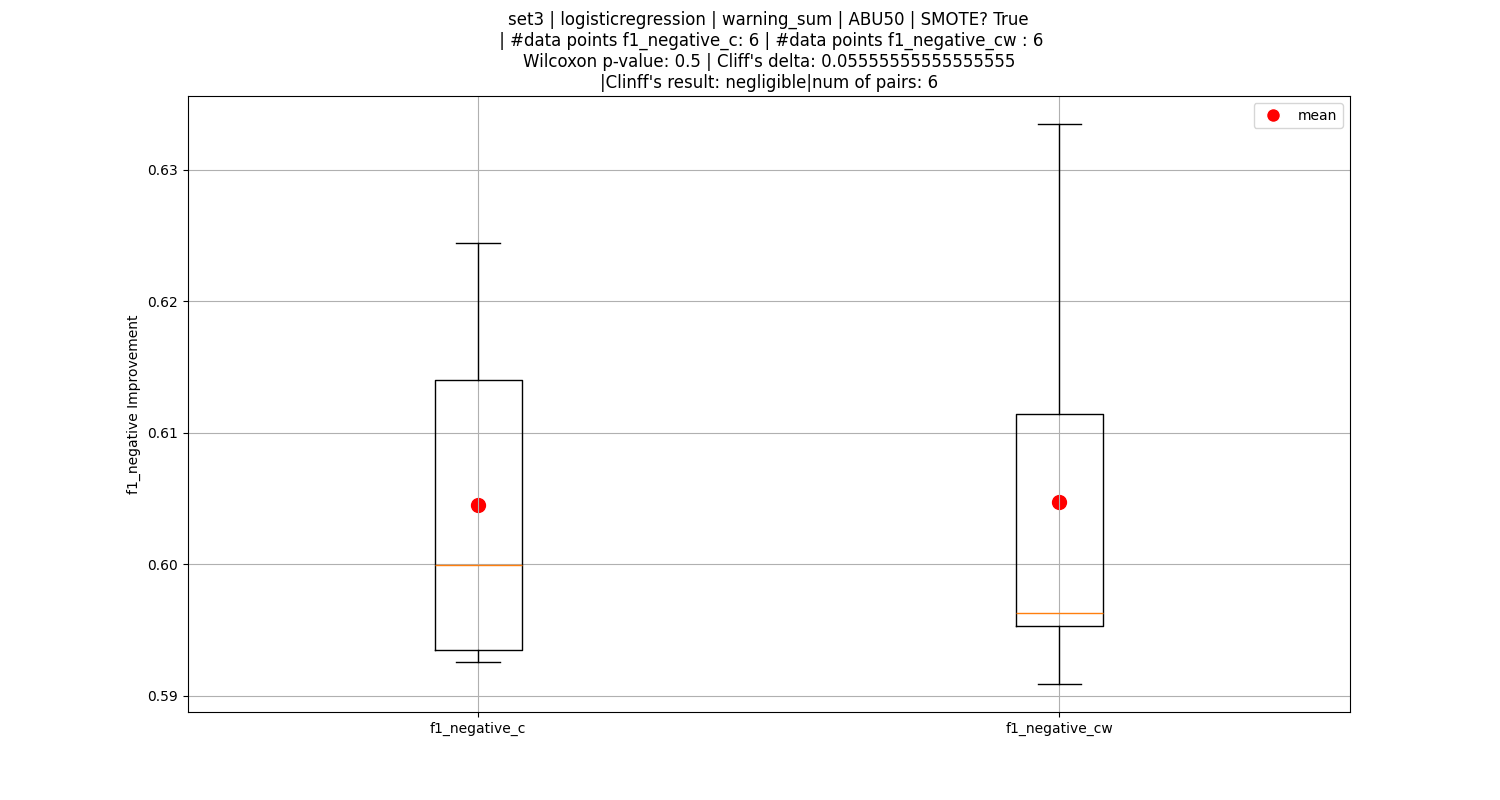 set3 | logisticregression | warning_sum | ABU50 | SMOTE? True
| #data points f1_negative_c: 6 | #data points f1_negative_cw : 6
Wilcoxon p-value: 0.5 | Cliff's delta: 0.05555555555555555
|Clinff's result: negligible|num of pairs: 6
mean
0.63
0.62
0.61
0.60
0.59
f1_negative Improvement
f1_negative_c
f1_negative_cw